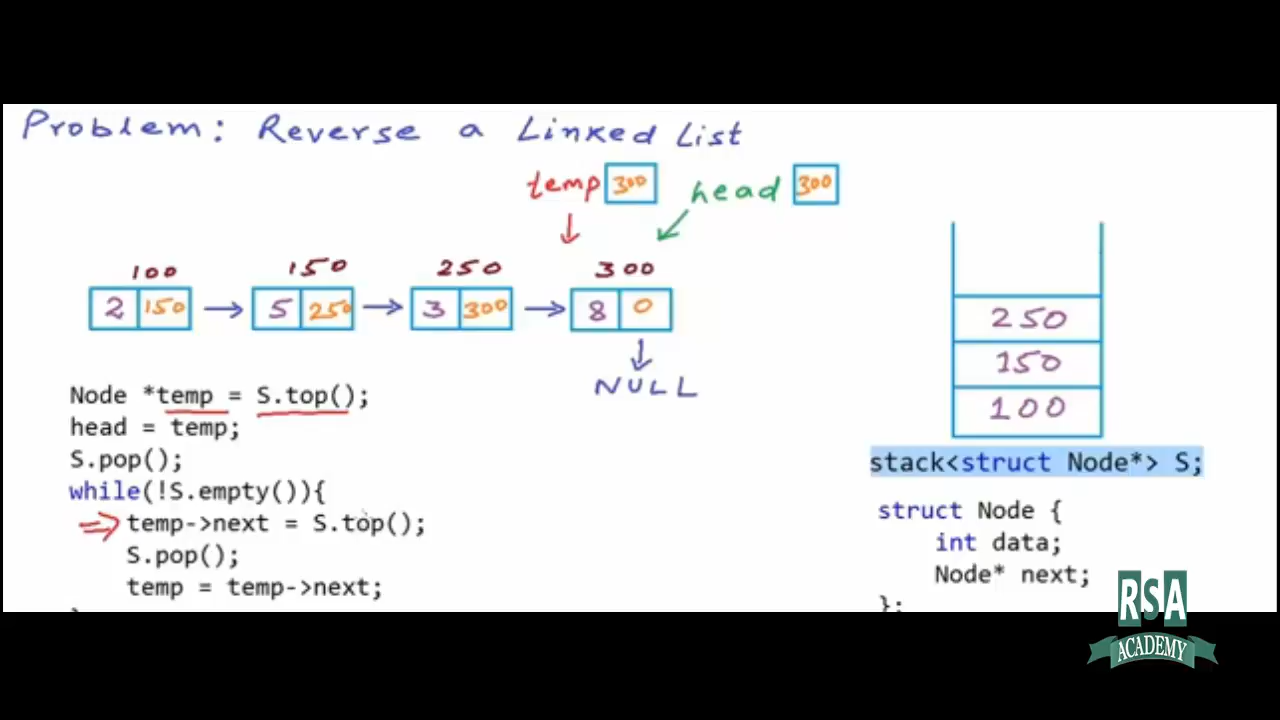 Problem: Reverse a Linked List
temp 300
head 300
100 150 250 300
2 150 5 250 3 300 8 0
NULL
250
150
100
Node *temp = S.top();
head = temp;
S.pop();
while(!S.empty()){
temp->next = S.top();
S.pop();
temp = temp->next;
stack<struct Node*> S;
struct Node {
int data;
Node* next;
};
RSA
ACADEMY